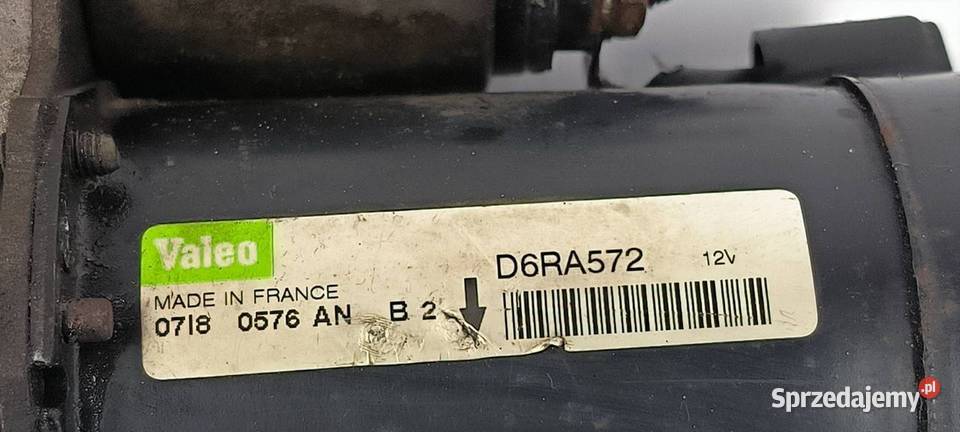 Valeo
MADE IN FRANCE
0718 0576 AN B 2
D6RA572 12V
Sprzedajemy.pl